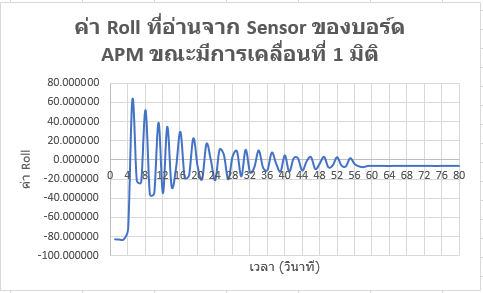 ค่า Roll ที่อ่านจาก Sensor ของบอร์ด
APM ขณะมีการเคลื่อนที่ 1 มิติ
80.000000
60.000000
40.000000
20.000000
0.000000
-20.000000
-40.000000
-60.000000
-80.000000
-100.000000
ค่า Roll
0 4 8 12 16 20 24 28 32 36 40 44 48 52 56 60 64 68 72 76 80
เวลา (วินาที)